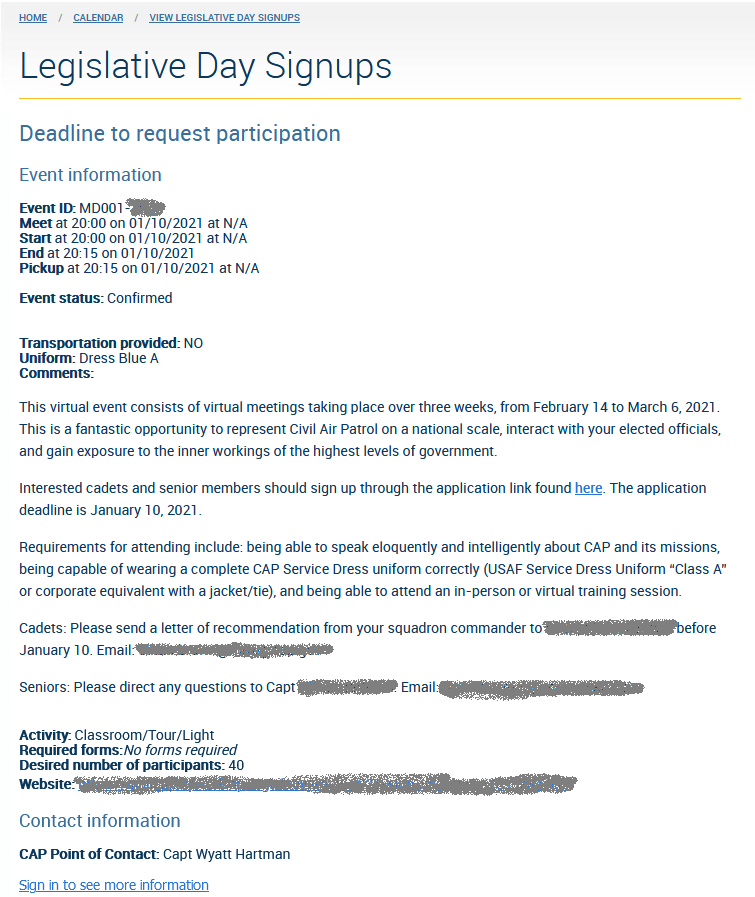 HOME / CALENDAR / VIEW LEGISLATIVE DAY SIGNUPS
Legislative Day Signups
Deadline to request participation
Event information
Event ID: MD001-
Meet at 20:00 on 01/10/2021 at N/A
Start at 20:00 on 01/10/2021 at N/A
End at 20:15 on 01/10/2021
Pickup at 20:15 on 01/10/2021 at N/A
Event status: Confirmed
Transportation provided: NO
Uniform: Dress Blue A
Comments:
This virtual event consists of virtual meetings taking place over three weeks, from February 14 to March 6, 2021.
This is a fantastic opportunity to represent Civil Air Patrol on a national scale, interact with your elected officials,
and gain exposure to the inner workings of the highest levels of government.
Interested cadets and senior members should sign up through the application link found here. The application
deadline is January 10, 2021.
Requirements for attending include: being able to speak eloquently and intelligently about CAP and its missions,
being capable of wearing a complete CAP Service Dress uniform correctly (USAF Service Dress Uniform “Class A”
or corporate equivalent with a jacket/tie), and being able to attend an in-person or virtual training session.
Cadets: Please send a letter of recommendation from your squadron commander to before
January 10. Email:
Seniors: Please direct any questions to Capt . Email:
Activity: Classroom/Tour/Light
Required forms: No forms required
Desired number of participants: 40
Website:
Contact information
CAP Point of Contact: Capt Wyatt Hartman
Sign in to see more information